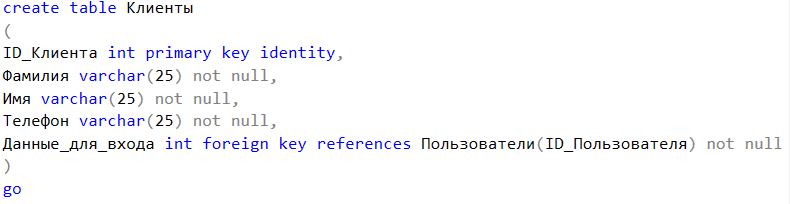 create table Клиенты
(
ID_Клиента int primary key identity,
Фамилия varchar(25) not null,
Имя varchar(25) not null,
Телефон varchar(25) not null,
Данные_для_входа int foreign key references Пользователи(ID_Пользователя) not null
)
go